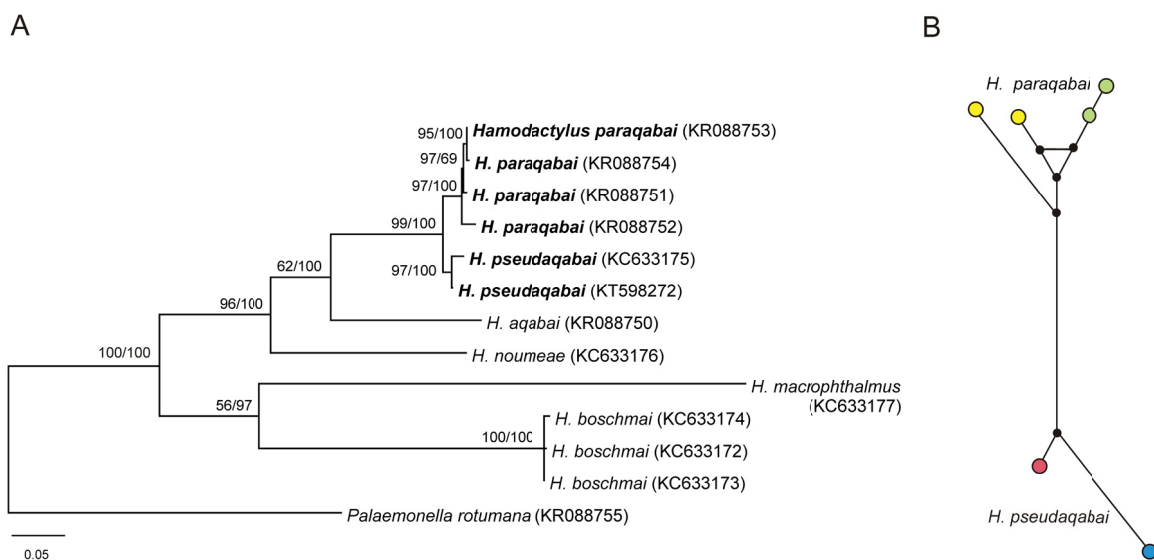 A
B
H. paraqabai
95/100
Hamodactylus paraqabai (KR088753)
97/69
H. paraqabai (KR088754)
97/100
H. paraqabai (KR088751)
99/100
H. paraqabai (KR088752)
H. pseudaqabai (KC633175)
62/100
97/100
H. pseudaqabai (KT598272)
96/100
H. aqabai (KR088750)
100/100
H. noumeae (KC633176)
H. macrophthalmus
(KC633177)
56/97
H. boschmai (KC633174)
100/100
H. boschmai (KC633172)
H. boschmai (KC633173)
Palaemonella rotumana (KR088755)
H. pseudaqabai
0.05